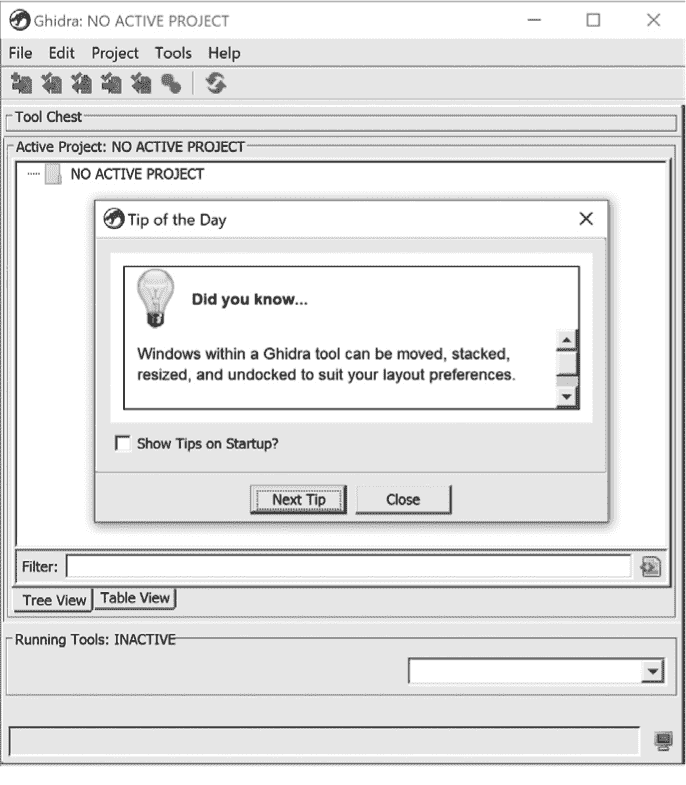 Ghidra: NO ACTIVE PROJECT
File Edit Project Tools Help
Tool Chest
Active Project: NO ACTIVE PROJECT
NO ACTIVE PROJECT
Tip of the Day
Did you know...
Windows within a Ghidra tool can be moved, stacked,
resized, and undocked to suit your layout preferences.
Show Tips on Startup?
Next Tip Close
Filter:
Tree View Table View
Running Tools: INACTIVE